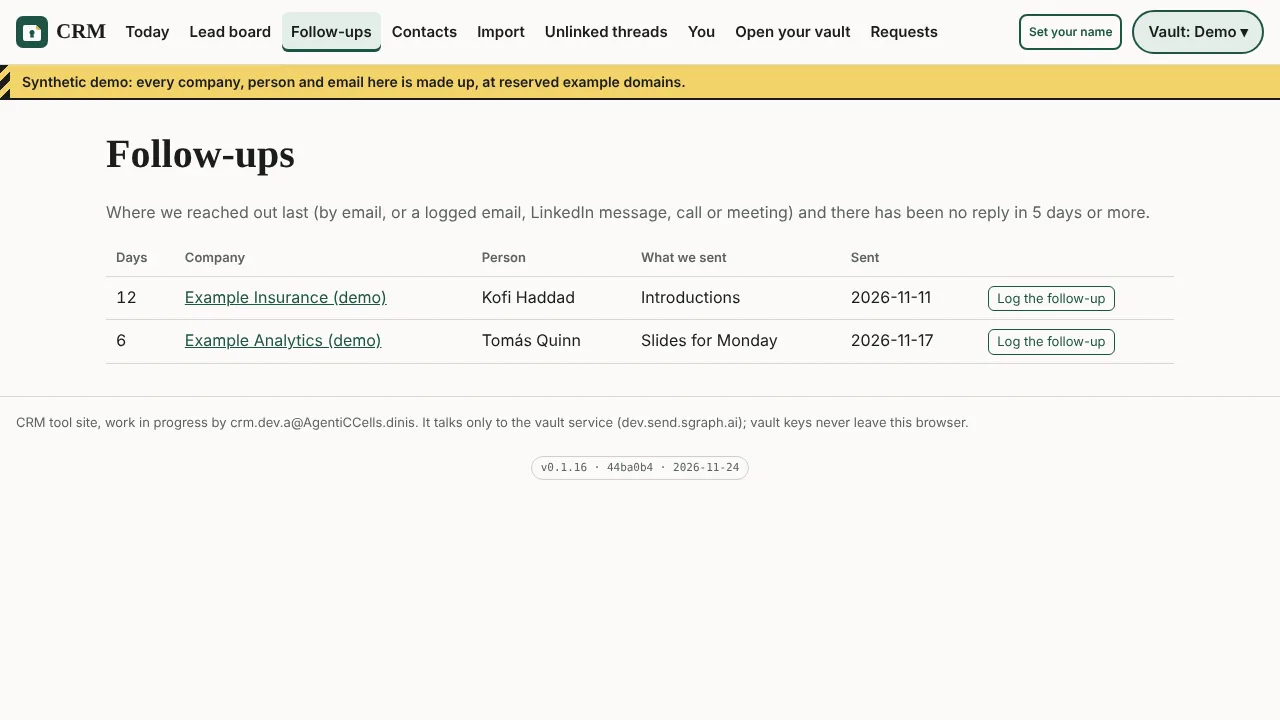 CRM Today Lead board Follow-ups Contacts Import Unlinked threads You Open your vault Requests Set your name Vault: Demo ▾
Synthetic demo: every company, person and email here is made up, at reserved example domains.
Follow-ups
Where we reached out last (by email, or a logged email, LinkedIn message, call or meeting) and there has been no reply in 5 days or more.
Days Company Person What we sent Sent
12 Example Insurance (demo) Kofi Haddad Introductions 2026-11-11 Log the follow-up
6 Example Analytics (demo) Tomás Quinn Slides for Monday 2026-11-17 Log the follow-up
CRM tool site, work in progress by crm.dev.a@AgentiCCells.dinis. It talks only to the vault service (dev.send.sgraph.ai); vault keys never leave this browser.
v0.1.16 · 44ba0b4 · 2026-11-24